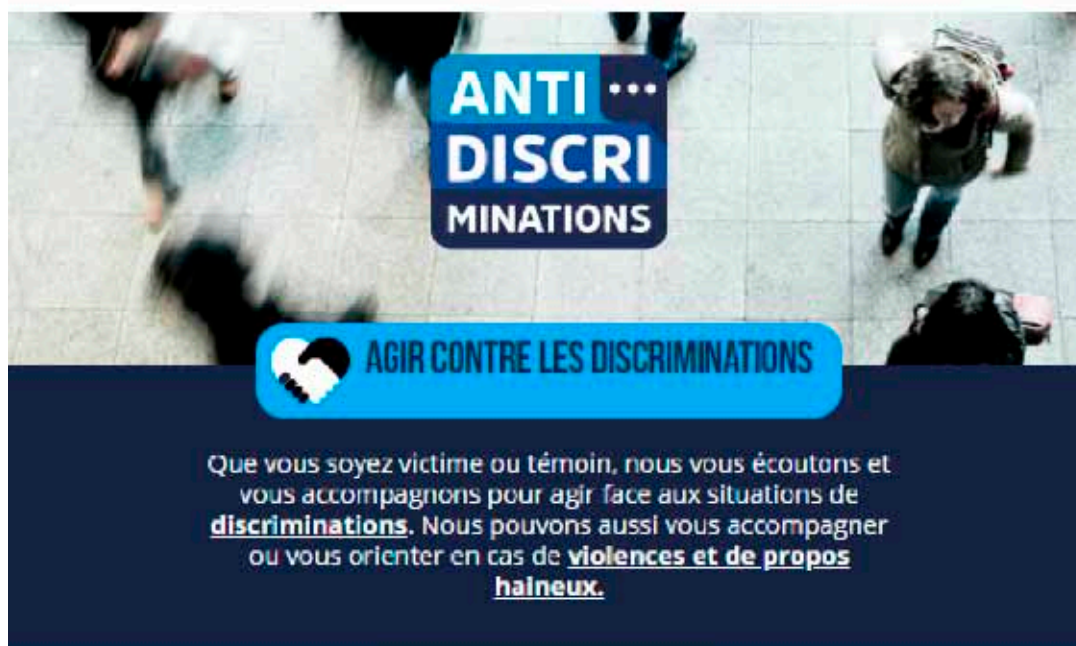 ANTI
DISCRI
MINATIONS
AGIR CONTRE LES DISCRIMINATIONS
Que vous soyez victime ou témoin, nous vous écoutons et
vous accompagnons pour agir face aux situations de
discriminations. Nous pouvons aussi vous accompagner
ou vous orienter en cas de violences et de propos
haineux.